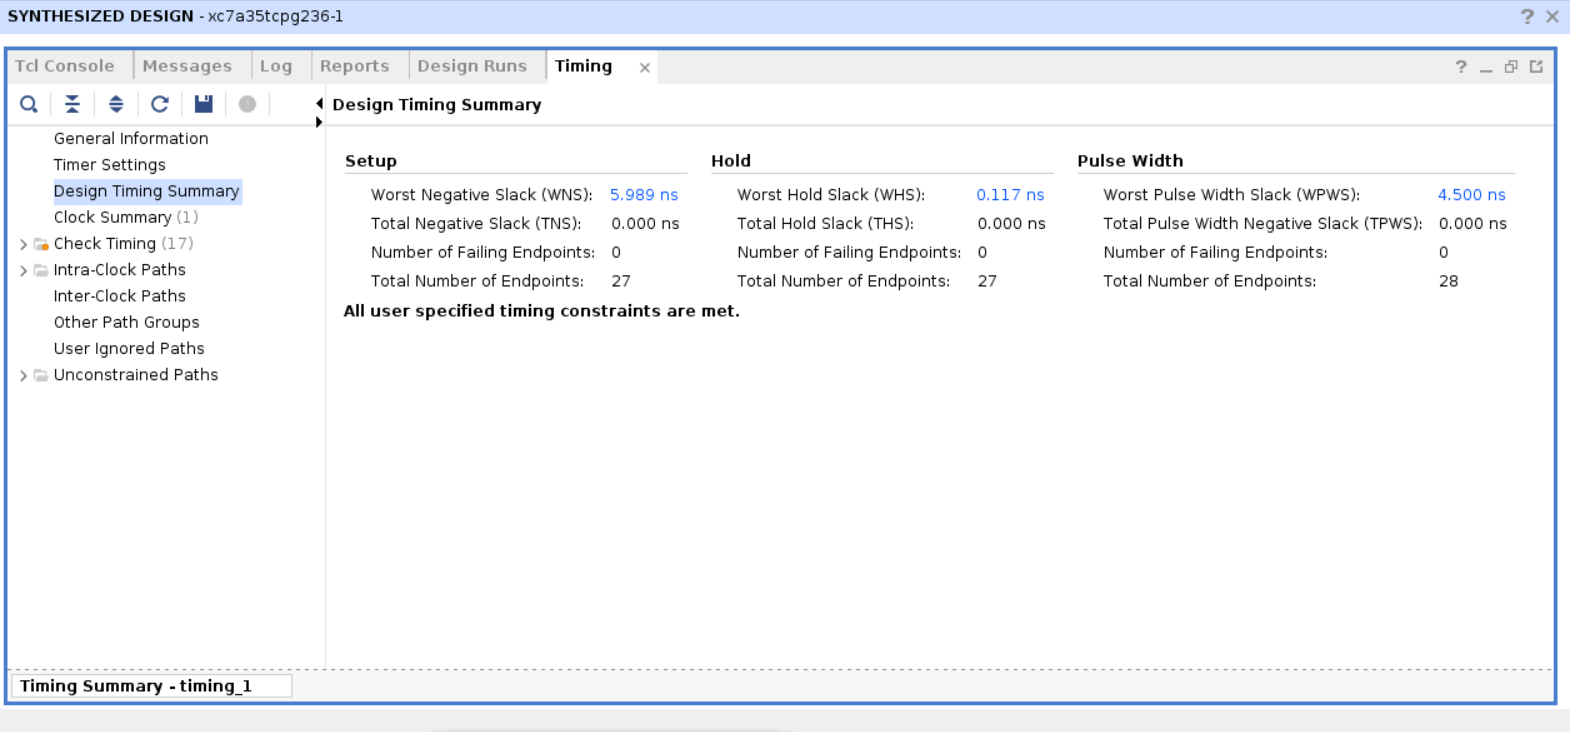 SYNTHESIZED DESIGN - xc7a35tcpg236-1
? ×
Tcl Console Messages Log Reports Design Runs Timing ×
?
Design Timing Summary
General Information
Timer Settings
Design Timing Summary
Clock Summary (1)
Check Timing (17)
Intra-Clock Paths
Inter-Clock Paths
Other Path Groups
User Ignored Paths
Unconstrained Paths
Setup
Worst Negative Slack (WNS): 5.989 ns
Total Negative Slack (TNS): 0.000 ns
Number of Failing Endpoints: 0
Total Number of Endpoints: 27
Hold
Worst Hold Slack (WHS): 0.117 ns
Total Hold Slack (THS): 0.000 ns
Number of Failing Endpoints: 0
Total Number of Endpoints: 27
Pulse Width
Worst Pulse Width Slack (WPWS): 4.500 ns
Total Pulse Width Negative Slack (TPWS): 0.000 ns
Number of Failing Endpoints: 0
Total Number of Endpoints: 28
All user specified timing constraints are met.
Timing Summary - timing_1